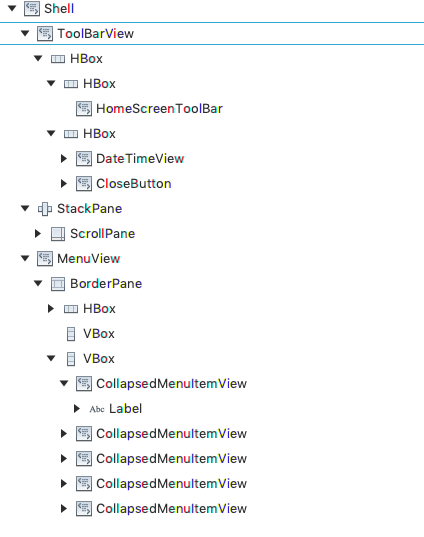 Shell
ToolBarView
HBox
HBox
HomeScreenToolBar
HBox
DateTimeView
CloseButton
StackPane
ScrollPane
MenuView
BorderPane
HBox
VBox
VBox
CollapsedMenuItemView
Abc Label
CollapsedMenuItemView
CollapsedMenuItemView
CollapsedMenuItemView
CollapsedMenuItemView